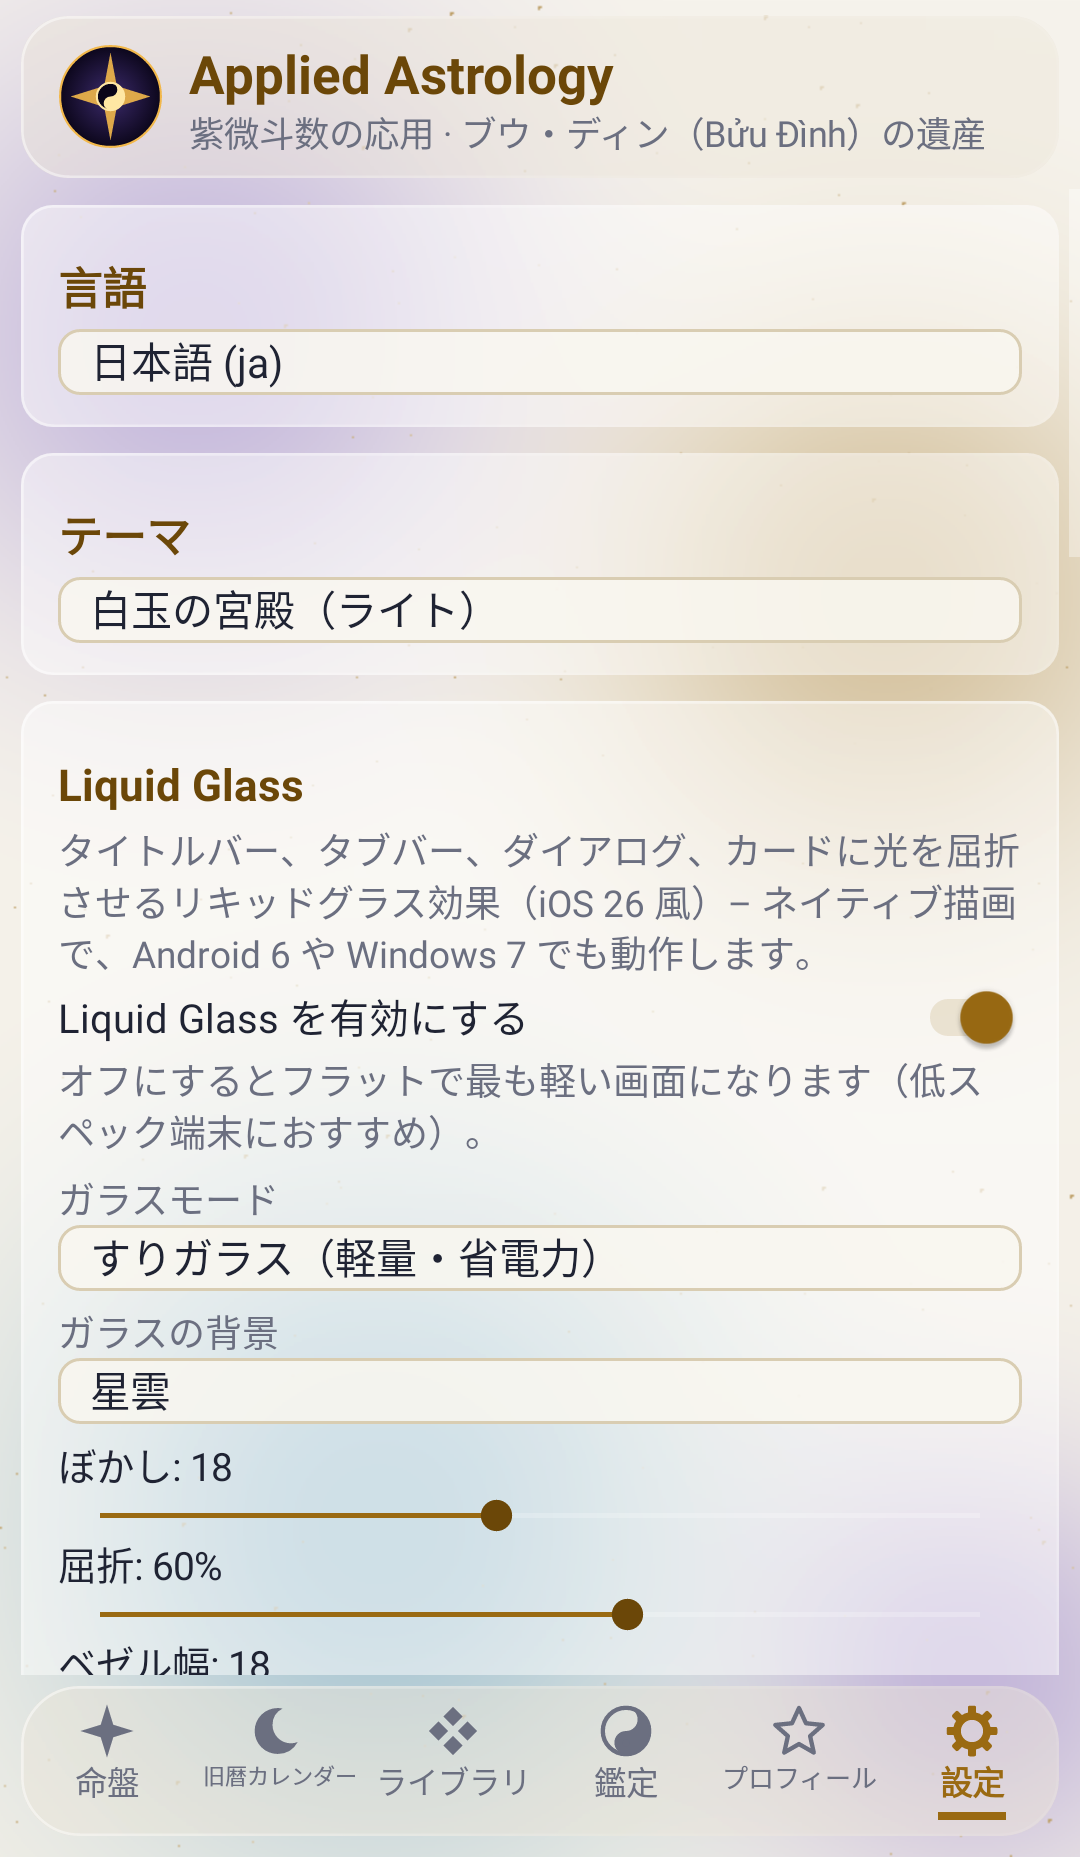 Applied Astrology
紫微斗数の応用 · ブウ・ディン（Bửu Đình）の遺産
言語
日本語 (ja)
テーマ
白玉の宮殿（ライト）
Liquid Glass
タイトルバー、タブバー、ダイアログ、カードに光を屈折
させるリキッドグラス効果（iOS 26 風）– ネイティブ描画
で、Android 6 や Windows 7 でも動作します。
Liquid Glass を有効にする
オフにするとフラットで最も軽い画面になります（低ス
ペック端末におすすめ）。
ガラスモード
すりガラス（軽量・省電力）
ガラスの背景
星雲
ぼかし: 18
屈折: 60%
ベゼル幅: 18
命盤
旧暦カレンダー
ライブラリ
鑑定
プロフィール
設定